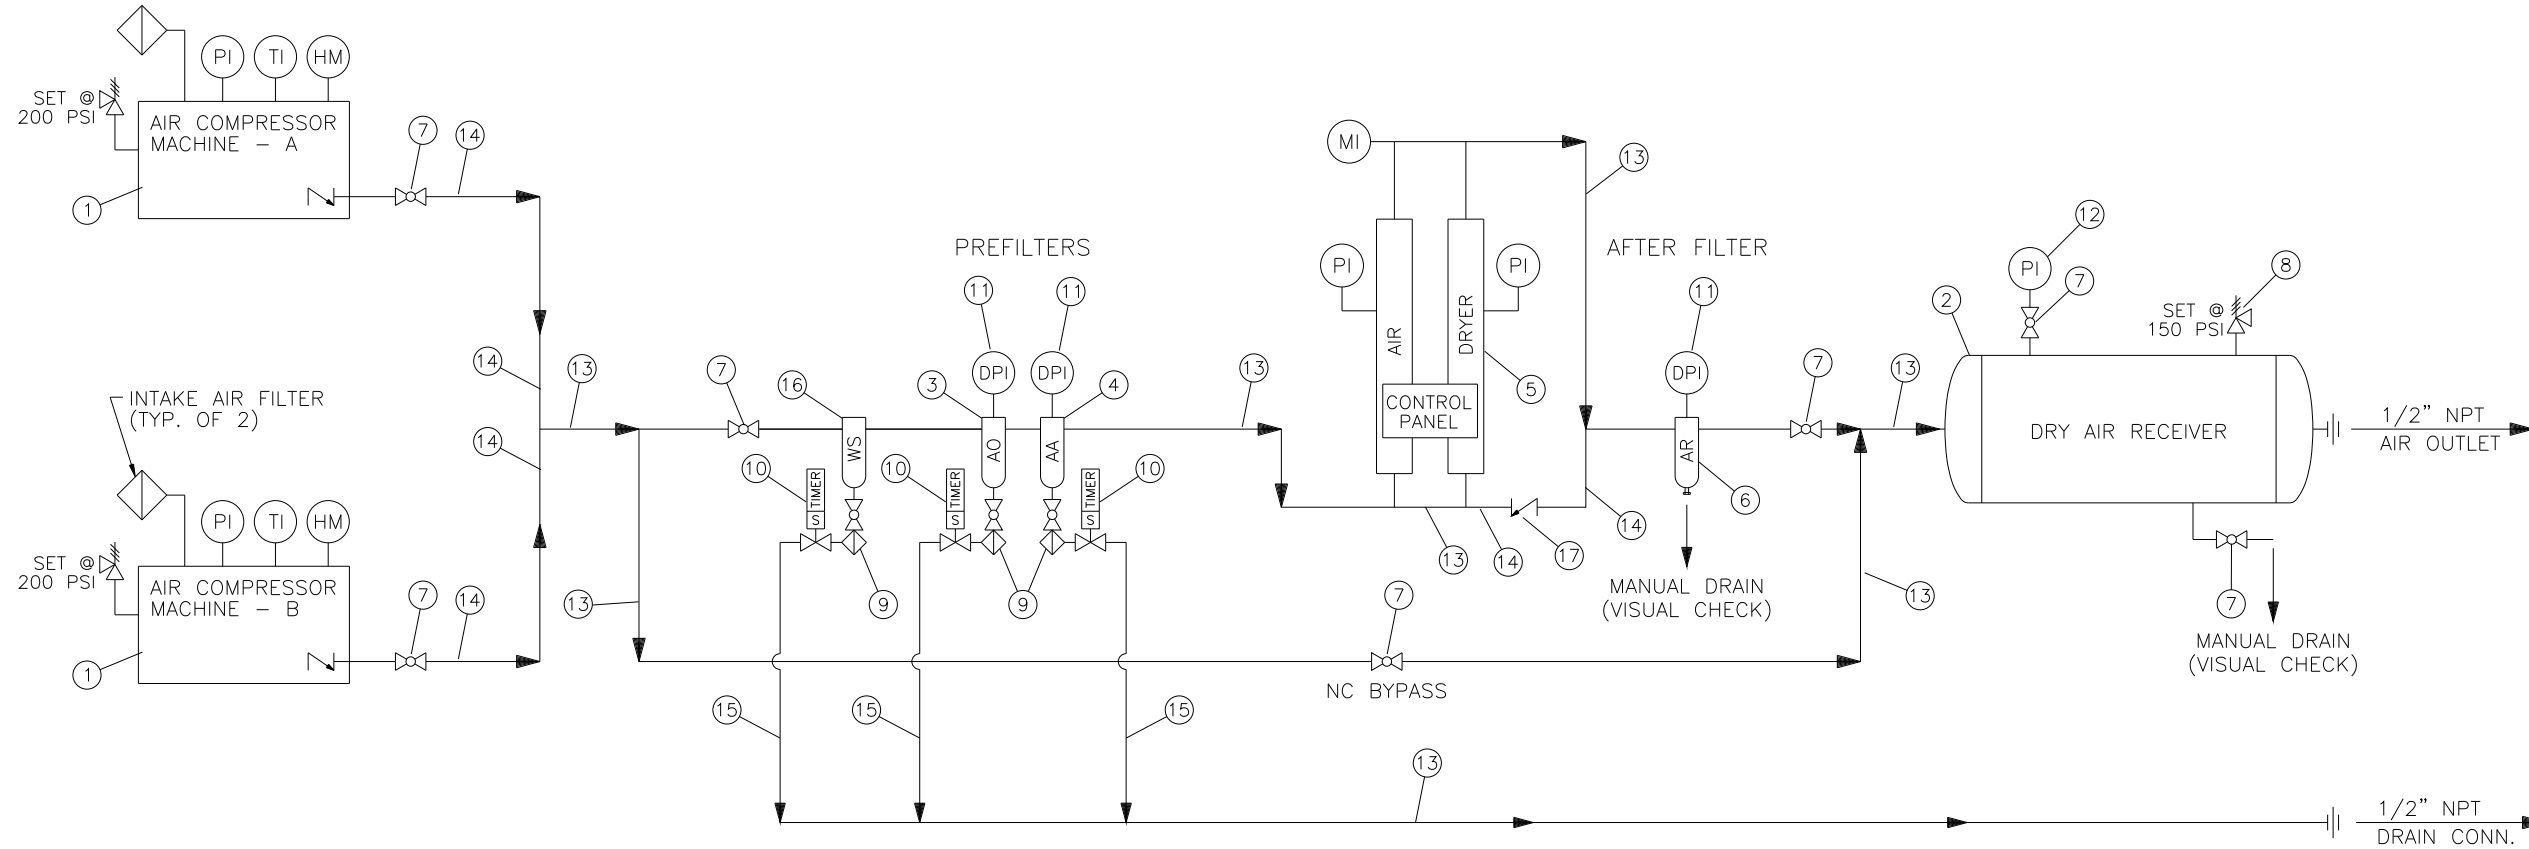 PI
TI
HM
SET @
200 PSI
AIR COMPRESSOR
MACHINE - A
1
7
14
INTAKE AIR FILTER
(TYP. OF 2)
PI
TI
HM
SET @
200 PSI
AIR COMPRESSOR
MACHINE - B
1
7
14
14
14
13
13
PREFILTERS
7
16
WS
3
11
DPI
AO
11
DPI
4
AA
10
TIMER
S
10
TIMER
S
10
TIMER
S
9
9
15
15
15
13
13
MI
PI
PI
AIR
DRYER
CONTROL
PANEL
5
13
13
14
17
14
AFTER FILTER
11
DPI
AR
6
MANUAL DRAIN
(VISUAL CHECK)
7
NC BYPASS
7
13
13
2
12
PI
7
8
SET @
150 PSI
DRY AIR RECEIVER
7
MANUAL DRAIN
(VISUAL CHECK)
1/2" NPT
AIR OUTLET
1/2" NPT
DRAIN CONN.